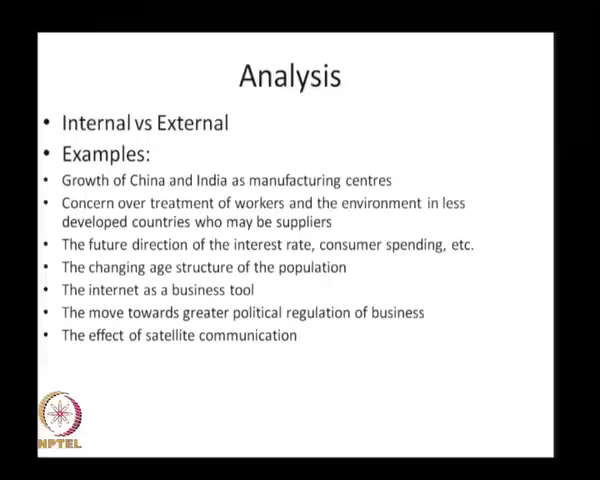 Analysis
• Internal vs External
• Examples:
• Growth of China and India as manufacturing centres
• Concern over treatment of workers and the environment in less
developed countries who may be suppliers
• The future direction of the interest rate, consumer spending, etc.
• The changing age structure of the population
• The internet as a business tool
• The move towards greater political regulation of business
• The effect of satellite communication
NPTEL